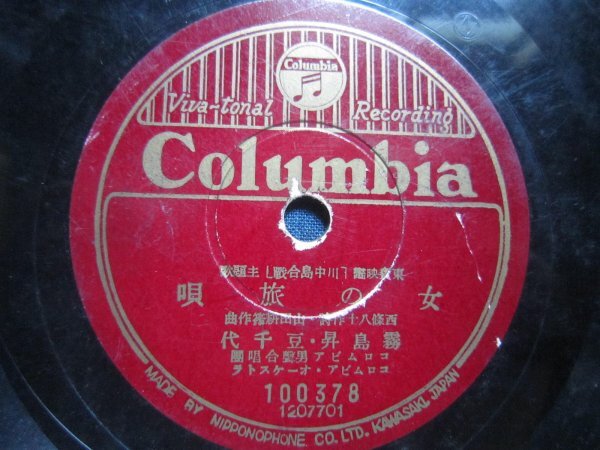 Columbia
Viva-tonal Recording
Columbia
東寶映畫「川中島合戰」主題歌
女の旅唄
西條八十作詩・山田耕筰作曲
霧島昇・豆千代
コロムビア男聲合唱團
コロムビア・オーケストラ
100378
1207701
MADE BY NIPPONOPHONE CO. LTD. KAWASAKI, JAPAN